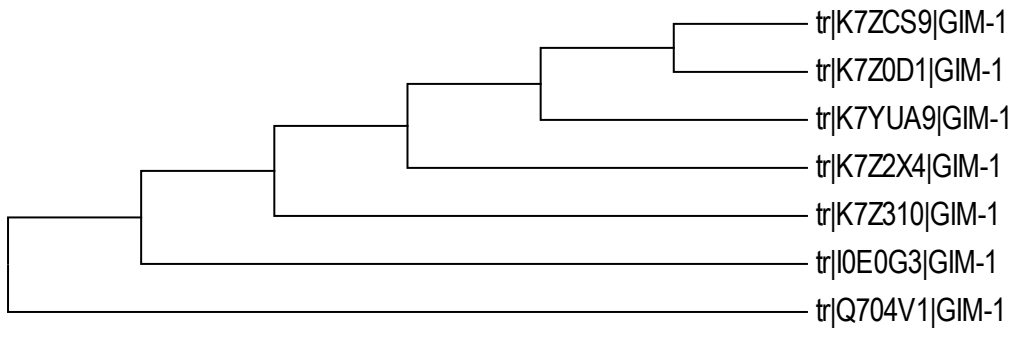 tr|K7ZCS9|GIM-1
tr|K7Z0D1|GIM-1
tr|K7YUA9|GIM-1
tr|K7Z2X4|GIM-1
tr|K7Z310|GIM-1
tr|I0E0G3|GIM-1
tr|Q704V1|GIM-1